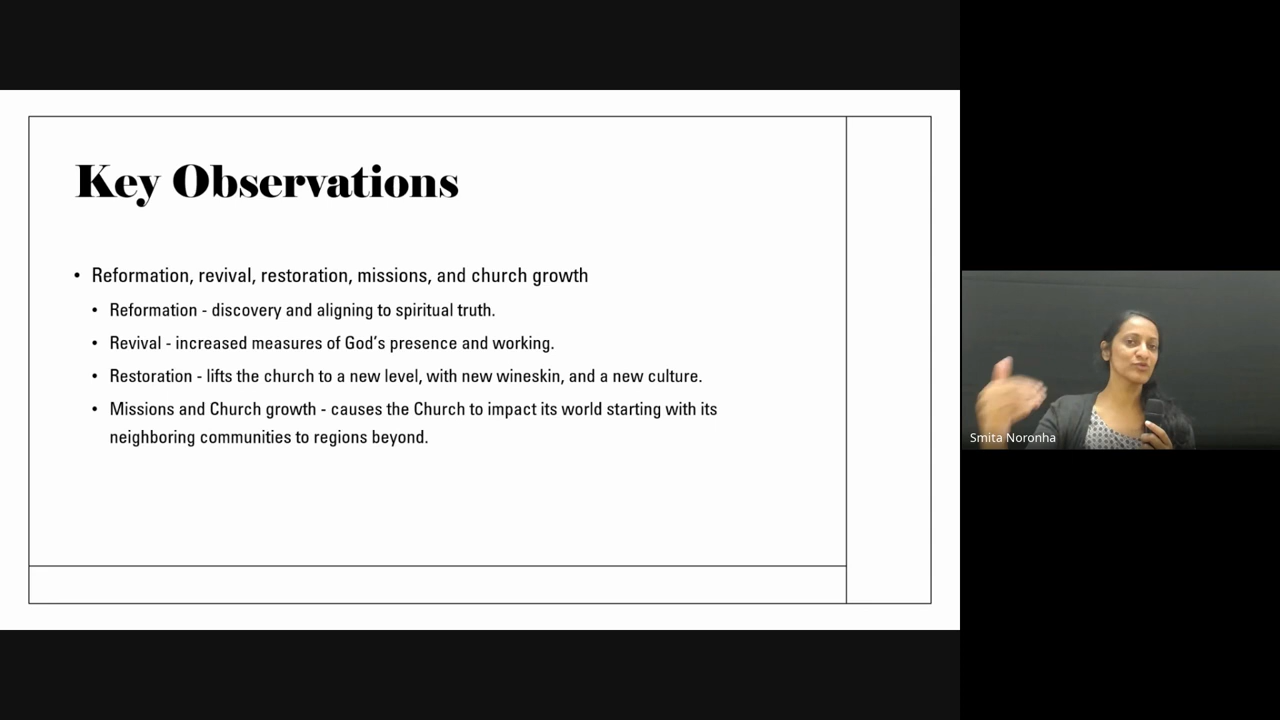 Key Observations
• Reformation, revival, restoration, missions, and church growth
• Reformation - discovery and aligning to spiritual truth.
• Revival - increased measures of God's presence and working.
• Restoration - lifts the church to a new level, with new wineskin, and a new culture.
• Missions and Church growth - causes the Church to impact its world starting with its
neighboring communities to regions beyond.
Smita Noronha